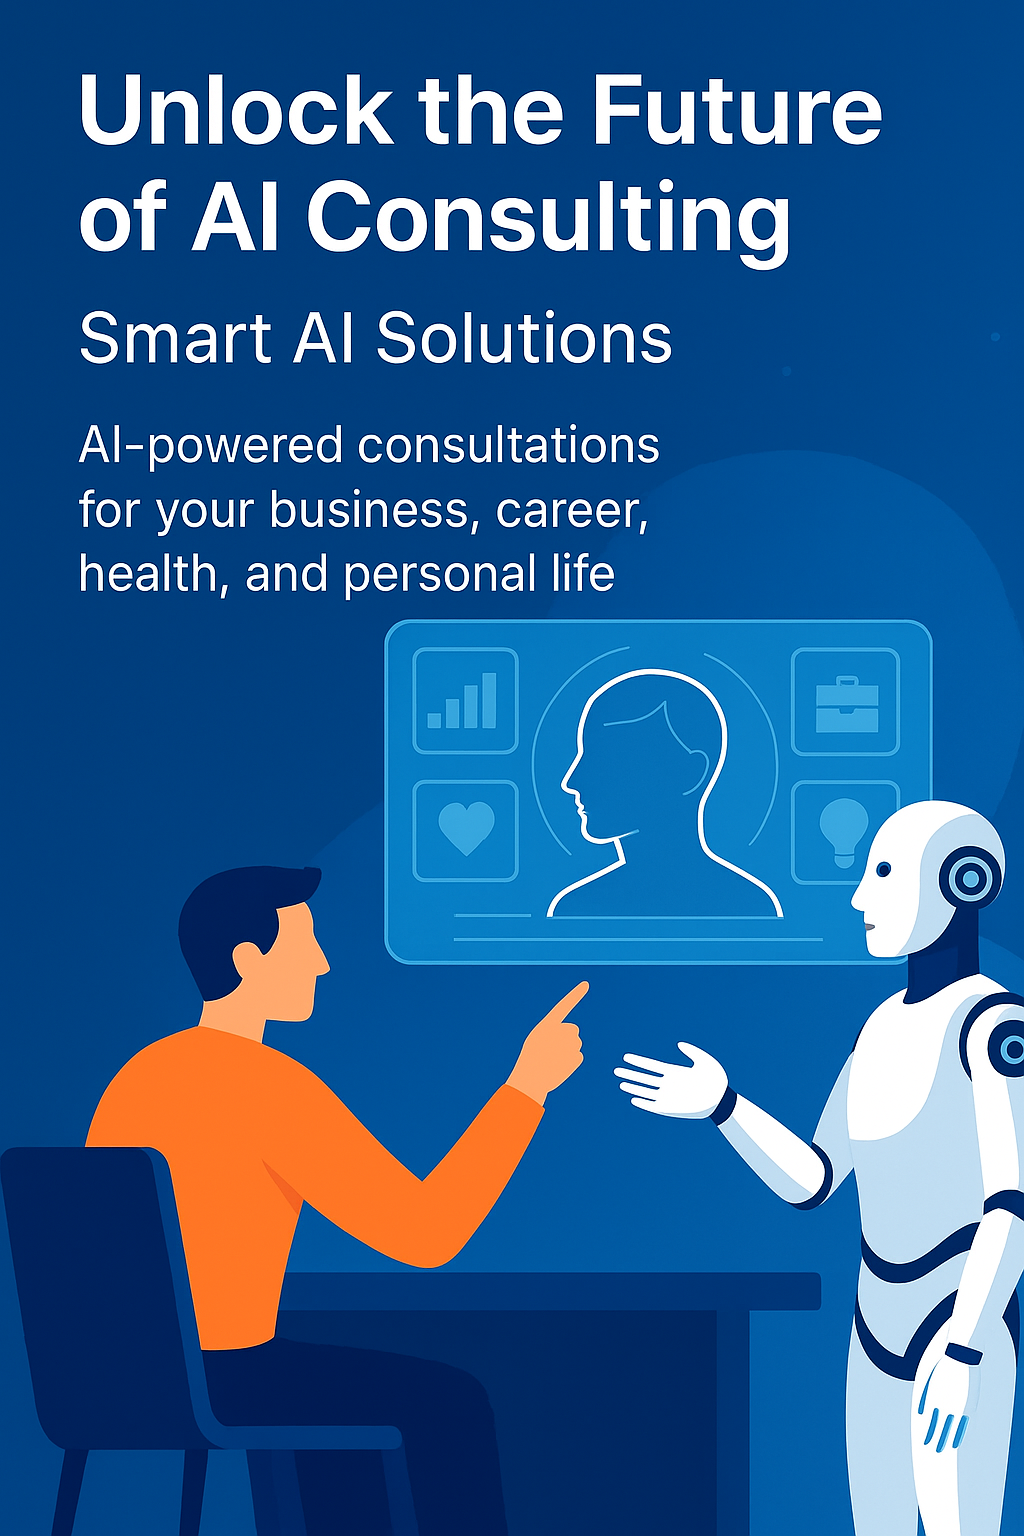 Unlock the Future
of AI Consulting
Smart AI Solutions
AI-powered consultations
for your business, career,
health, and personal life